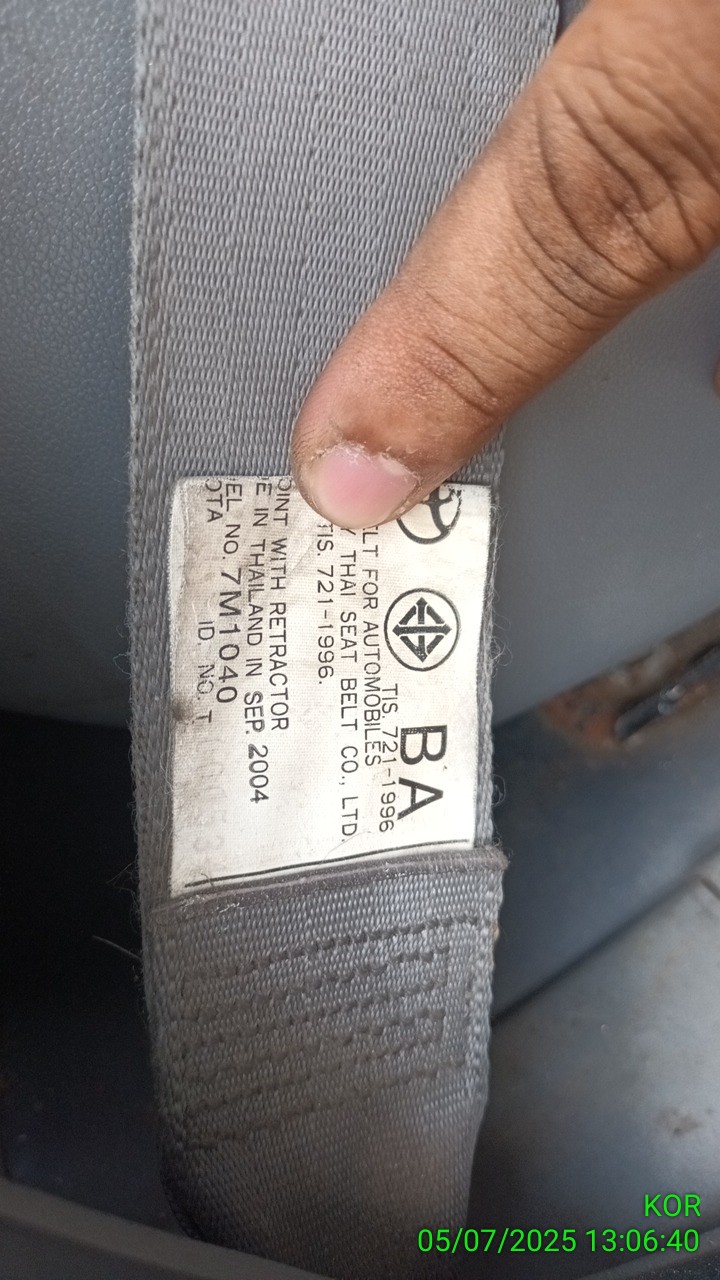 BA
TIS. 721-1996
ELT FOR AUTOMOBILES
Y THAI SEAT BELT CO., LTD.
TIS. 721-1996.
OINT WITH RETRACTOR
E IN THAILAND IN SEP. 2004
EL NO. 7M1040
OTA ID. NO. T
KOR
05/07/2025 13:06:40